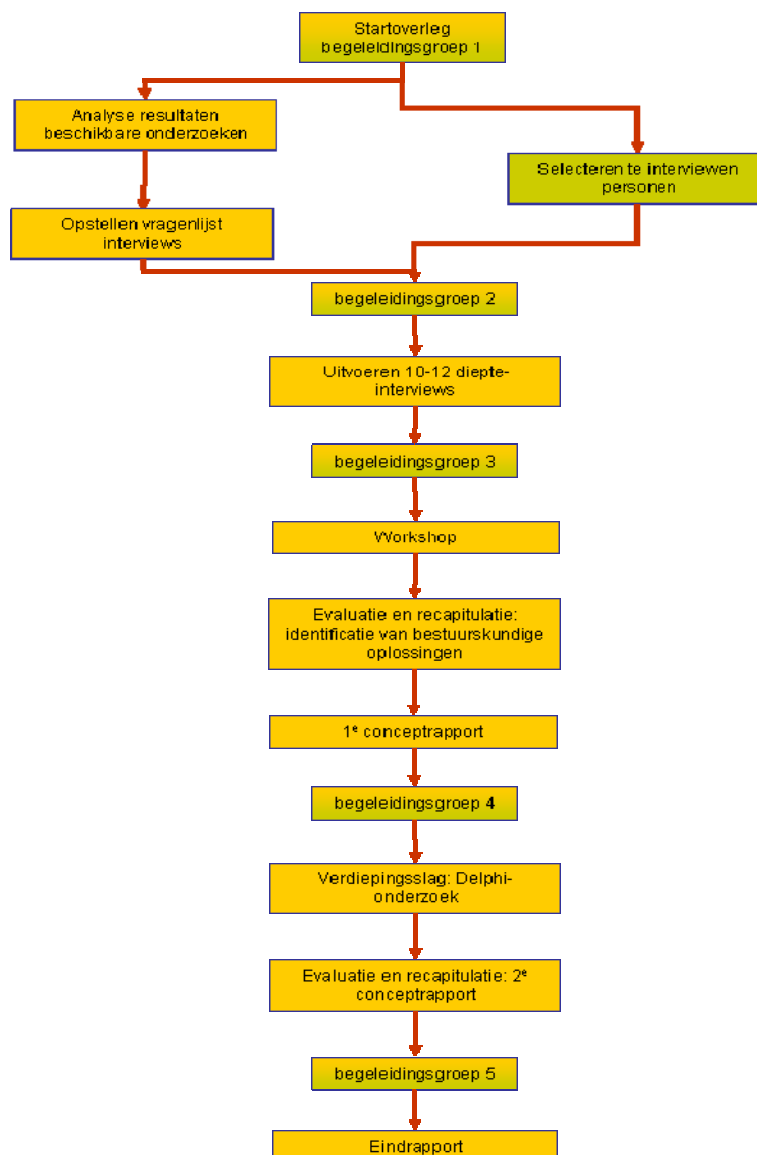 Startoverleg
begeleidingsgroep 1
Analyse resultaten
beschikbare onderzoeken
Selecteren te interviewen
personen
Opstellen vragenlijst
interviews
begeleidingsgroep 2
Uitvoeren 10-12 diepte-
interviews
begeleidingsgroep 3
Workshop
Evaluatie en recapitulatie:
identificatie van bestuurskundige
oplossingen
1e conceptrapport
begeleidingsgroep 4
Verdiepingsslag: Delphi-
onderzoek
Evaluatie en recapitulatie: 2e
conceptrapport
begeleidingsgroep 5
Eindrapport